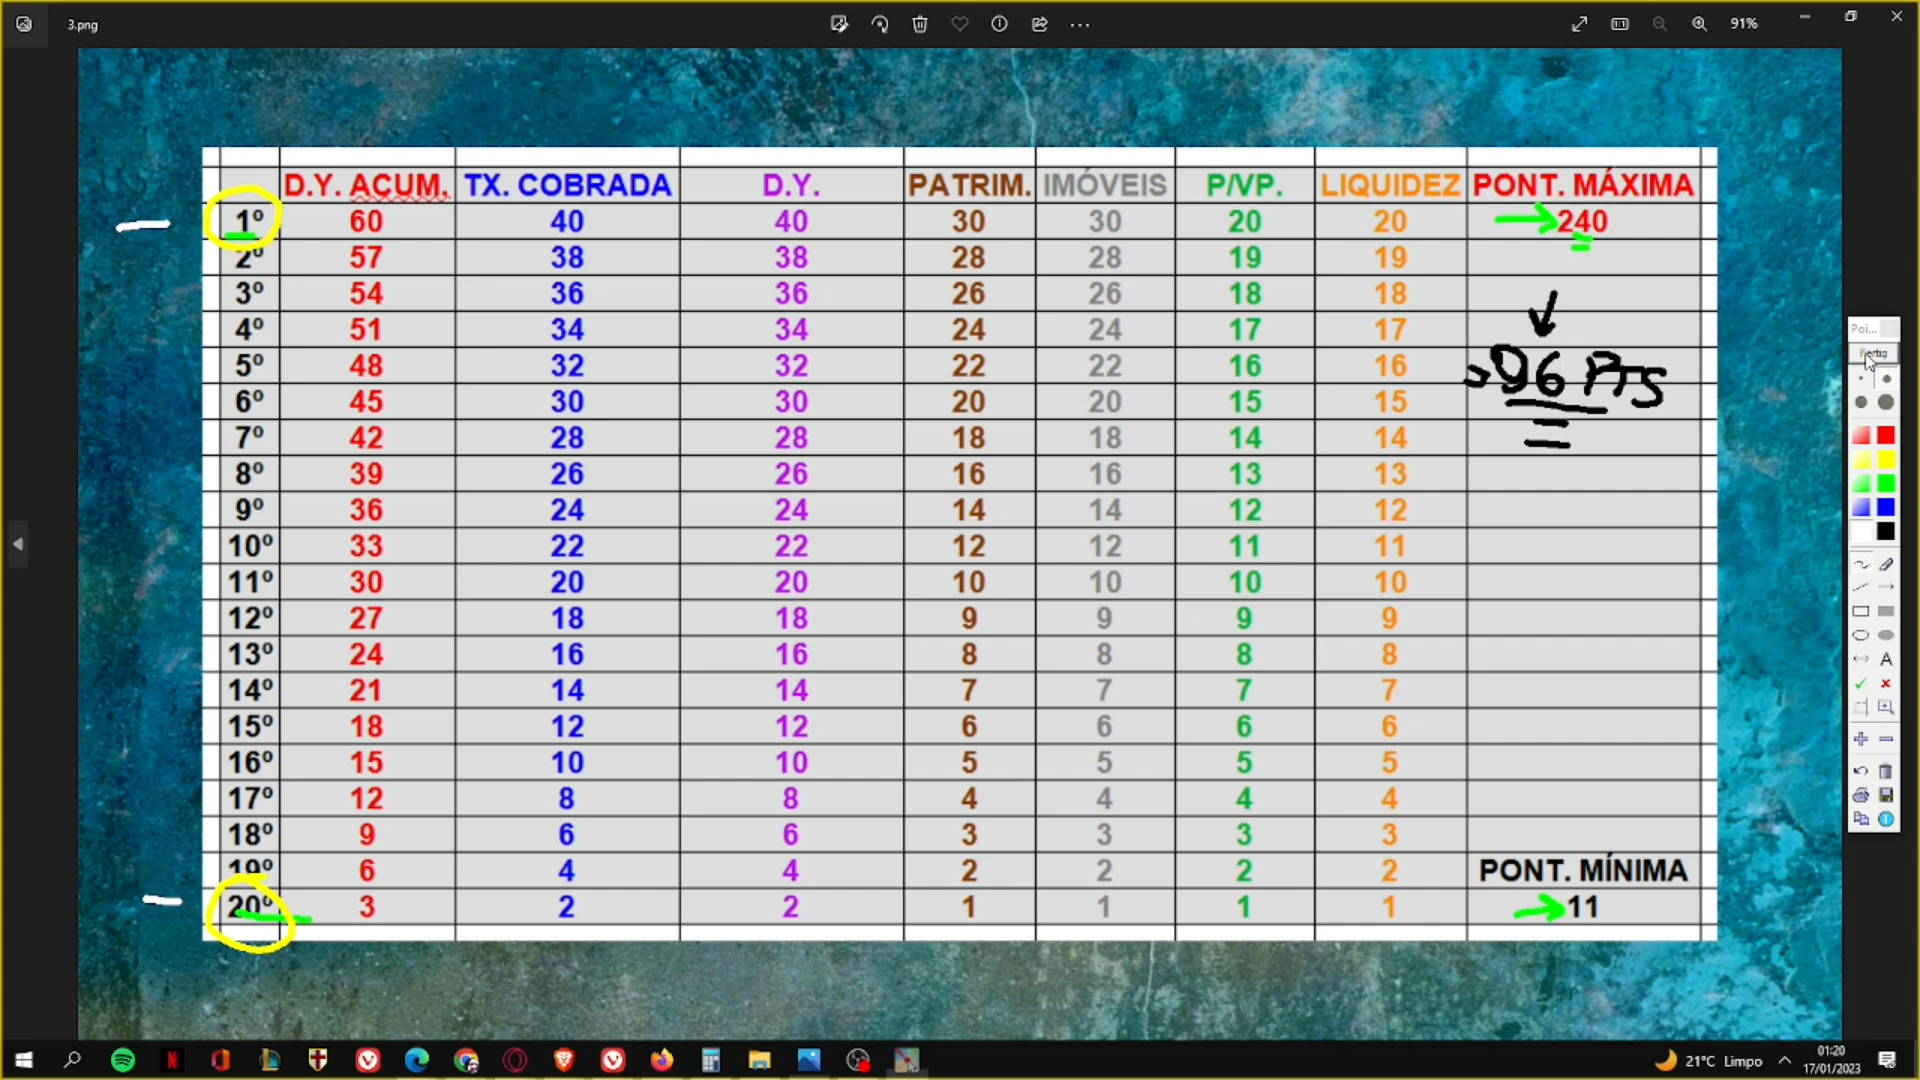 3.png
91%
D.Y. ACUM. TX. COBRADA D.Y. PATRIM. IMÓVEIS P/VP. LIQUIDEZ PONT. MÁXIMA
1º 60 40 40 30 30 20 20 240
2º 57 38 38 28 28 19 19
3º 54 36 36 26 26 18 18
4º 51 34 34 24 24 17 17
5º 48 32 32 22 22 16 16
96 PTS
6º 45 30 30 20 20 15 15
7º 42 28 28 18 18 14 14
8º 39 26 26 16 16 13 13
9º 36 24 24 14 14 12 12
10º 33 22 22 12 12 11 11
11º 30 20 20 10 10 10 10
12º 27 18 18 9 9 9 9
13º 24 16 16 8 8 8 8
14º 21 14 14 7 7 7 7
15º 18 12 12 6 6 6 6
16º 15 10 10 5 5 5 5
17º 12 8 8 4 4 4 4
18º 9 6 6 3 3 3 3
19º 6 4 4 2 2 2 2 PONT. MÍNIMA
20º 3 2 2 1 1 1 1 11
Poi...
A
21°C Limpo
01:20
17/01/2023